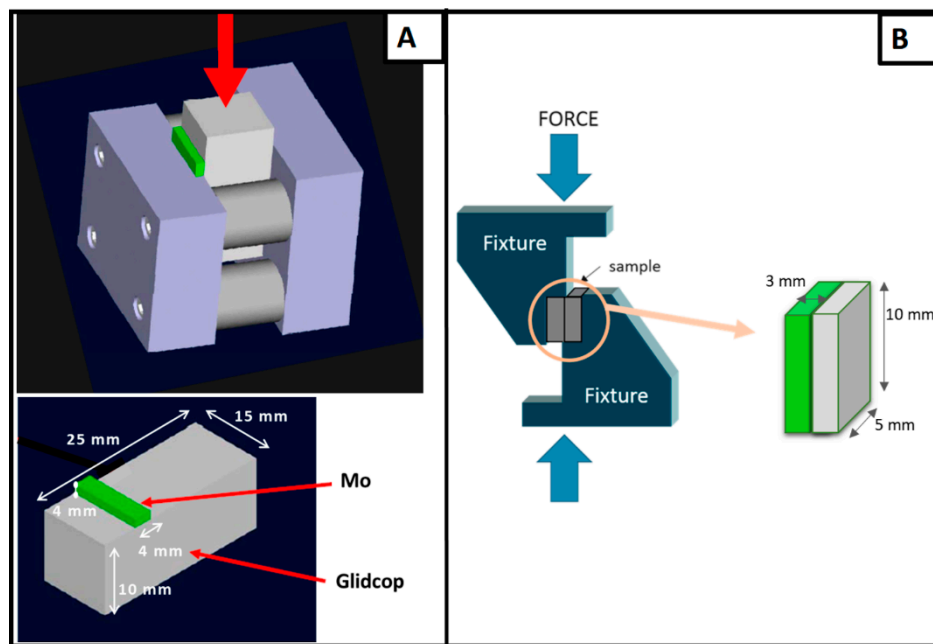 A
25 mm
15 mm
4 mm
4 mm
10 mm
Mo
Glidcop
B
FORCE
Fixture
sample
Fixture
3 mm
10 mm
5 mm